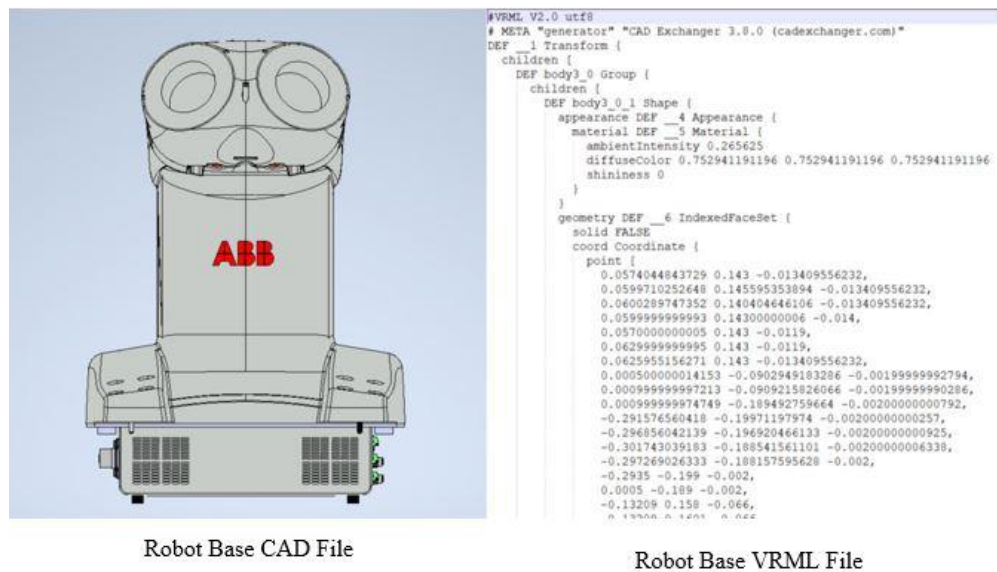 ABB
#VRML V2.0 utf8
# META "generator" "CAD Exchanger 3.8.0 (cadexchanger.com)"
DEF __1 Transform {
children [
DEF body3_0 Group {
children [
DEF body3_0_1 Shape {
appearance DEF __4 Appearance {
material DEF __5 Material {
ambientIntensity 0.265625
diffuseColor 0.752941191196 0.752941191196 0.752941191196
shininess 0
}
}
geometry DEF __6 IndexedFaceSet {
solid FALSE
coord Coordinate {
point [
0.0574044843729 0.143 -0.013409556232,
0.0599710252648 0.145595353894 -0.013409556232,
0.0600289747352 0.140404646106 -0.013409556232,
0.0599999999993 0.14300000006 -0.014,
0.0570000000005 0.143 -0.0119,
0.0629999999995 0.143 -0.0119,
0.0625955156271 0.143 -0.013409556232,
0.000500000014153 -0.0902949183286 -0.00199999992794,
0.000999999997213 -0.0909215826066 -0.00199999990286,
0.000999999974749 -0.189492759664 -0.00200000000792,
-0.291576560418 -0.19971197974 -0.00200000000257,
-0.296856042139 -0.196920466133 -0.00200000000925,
-0.301743039183 -0.188541561101 -0.00200000006338,
-0.297269026333 -0.188157595628 -0.002,
-0.2935 -0.199 -0.002,
0.0005 -0.189 -0.002,
-0.13209 0.158 -0.066,
Robot Base CAD File
Robot Base VRML File